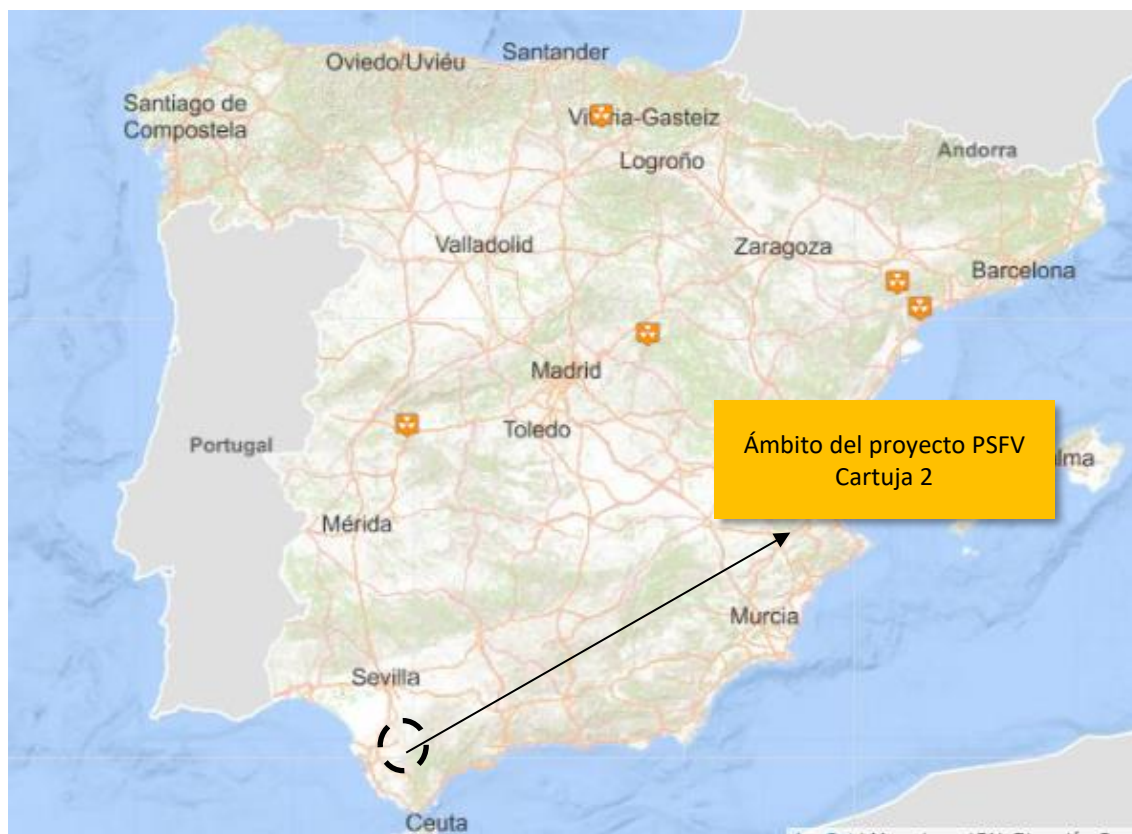 Santander
Oviedo/Uviéu
Santiago de
Compostela
Vitoria-Gasteiz
Logroño
Andorra
Valladolid
Zaragoza
Barcelona
Madrid
Toledo
Portugal
Ámbito del proyecto PSFV
Cartuja 2
Mérida
Murcia
Sevilla
Ceuta